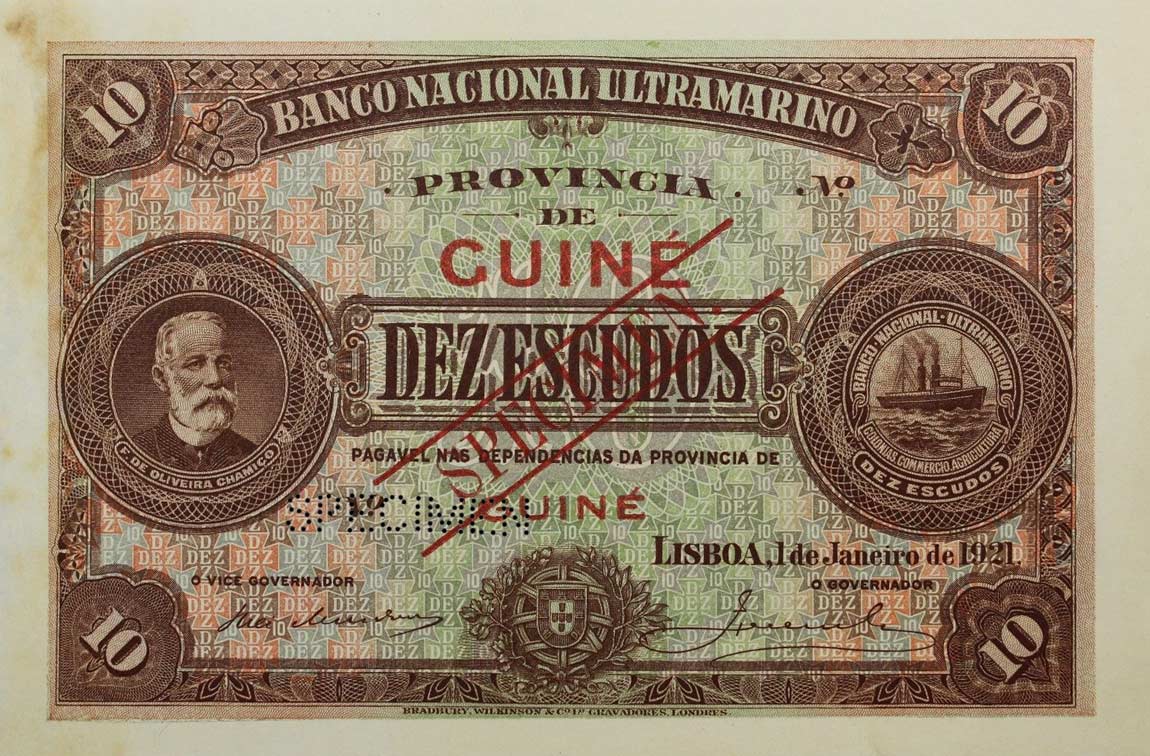 10
BANCO NACIONAL ULTRAMARINO
10
PROVINCIA
Nº
DE
GUINÉ
DEZ ESCUDOS
SPECIMEN.
F. DE OLIVEIRA CHAMIÇO
BANCO·NACIONAL·ULTRAMARINO
COLONIAS COMMERCIO AGRICULTURA
DEZ ESCUDOS
PAGAVEL NAS DEPENDENCIAS DA PROVINCIA DE
SPECIMEN
GUINÉ
LISBOA, 1 de Janeiro de 1921.
O VICE GOVERNADOR
O GOVERNADOR
10
10
BRADBURY, WILKINSON & Cº Lᴰ GRAVADORES, LONDRES.